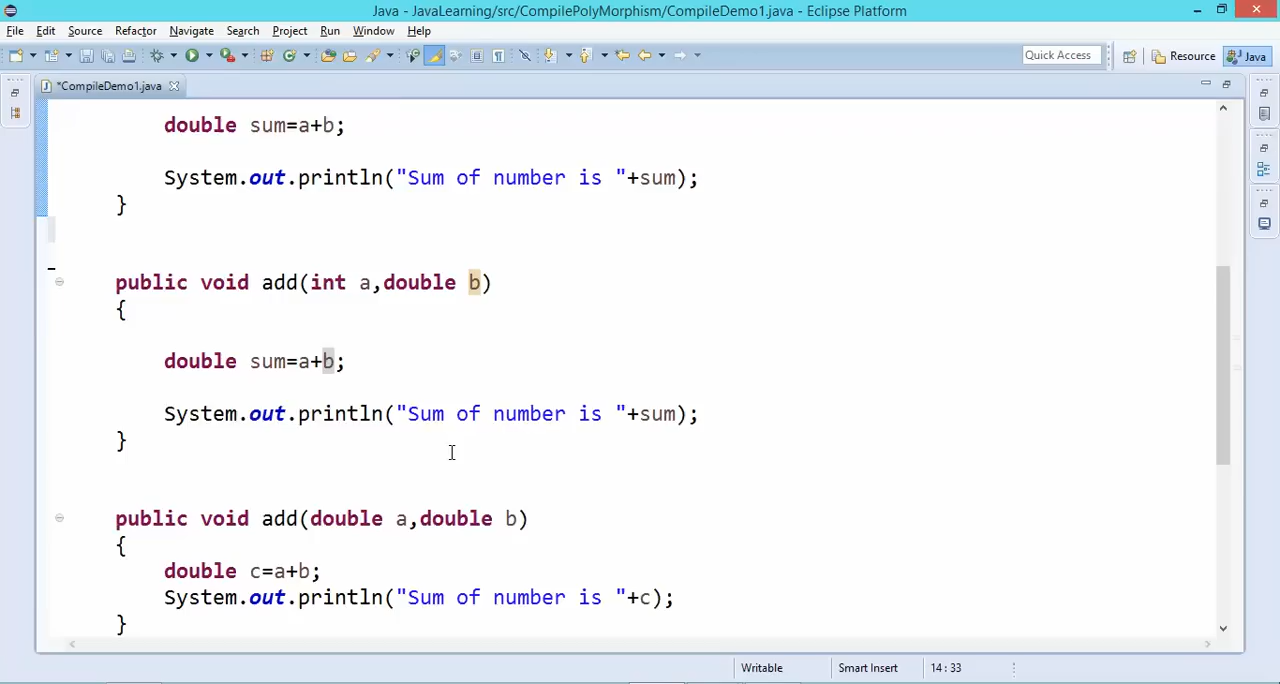 Java - JavaLearning/src/CompilePolyMorphism/CompileDemo1.java - Eclipse Platform
File Edit Source Refactor Navigate Search Project Run Window Help
Quick Access Resource Java
*CompileDemo1.java
double sum=a+b;
System.out.println("Sum of number is "+sum);
}
public void add(int a,double b)
{
double sum=a+b;
System.out.println("Sum of number is "+sum);
}
public void add(double a,double b)
{
double c=a+b;
System.out.println("Sum of number is "+c);
}
Writable Smart Insert 14 : 33